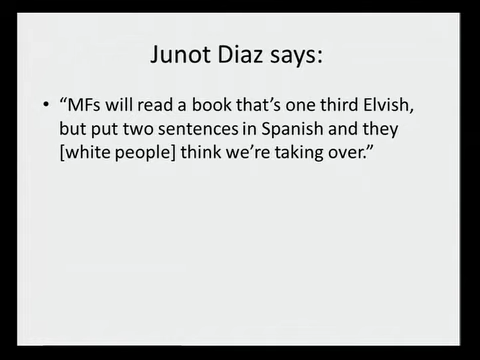 Junot Diaz says:
• “MFs will read a book that’s one third Elvish,
but put two sentences in Spanish and they
[white people] think we’re taking over.”